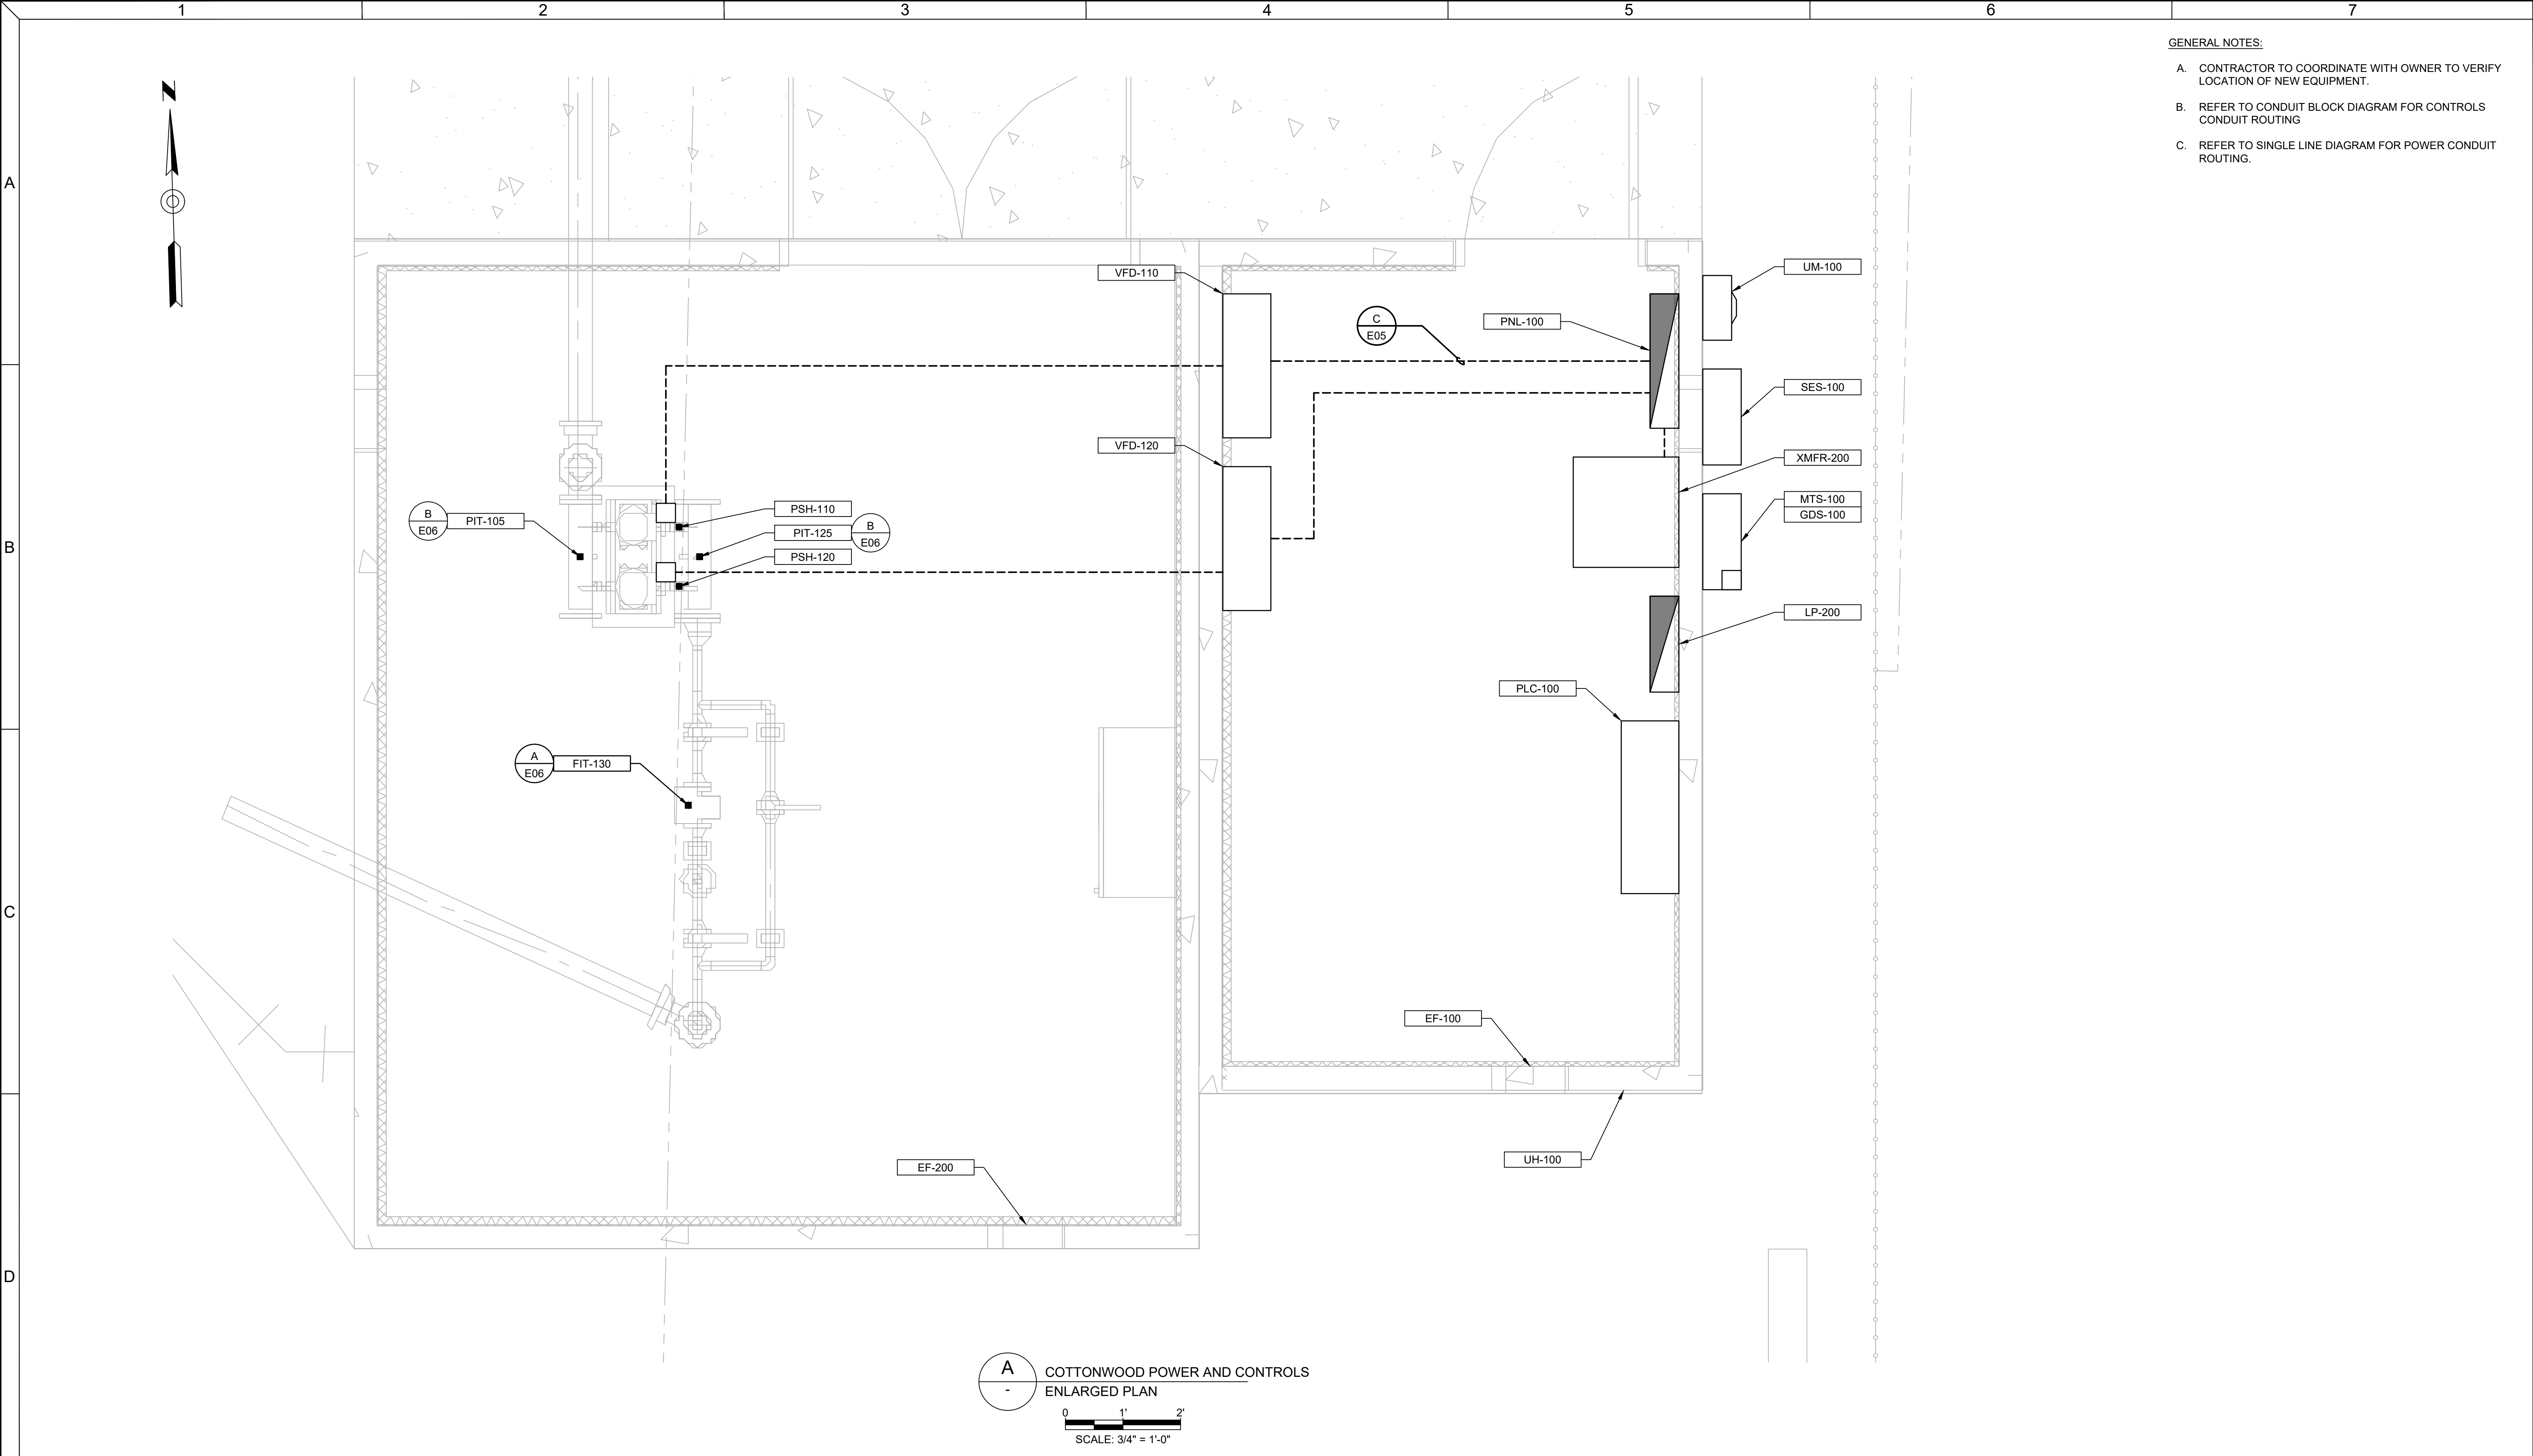 1 2 3 4 5 6 7
GENERAL NOTES:
A. CONTRACTOR TO COORDINATE WITH OWNER TO VERIFY
LOCATION OF NEW EQUIPMENT.
B. REFER TO CONDUIT BLOCK DIAGRAM FOR CONTROLS
CONDUIT ROUTING
C. REFER TO SINGLE LINE DIAGRAM FOR POWER CONDUIT
ROUTING.
N
A
B
C
D
VFD-110
UM-100
C
E05
PNL-100
SES-100
VFD-120
XMFR-200
MTS-100
GDS-100
B
E06
PIT-105
PSH-110
PIT-125
B
E06
PSH-120
LP-200
PLC-100
A
E06
FIT-130
EF-100
UH-100
EF-200
A
-
COTTONWOOD POWER AND CONTROLS
ENLARGED PLAN
0 1' 2'
SCALE: 3/4" = 1'-0"